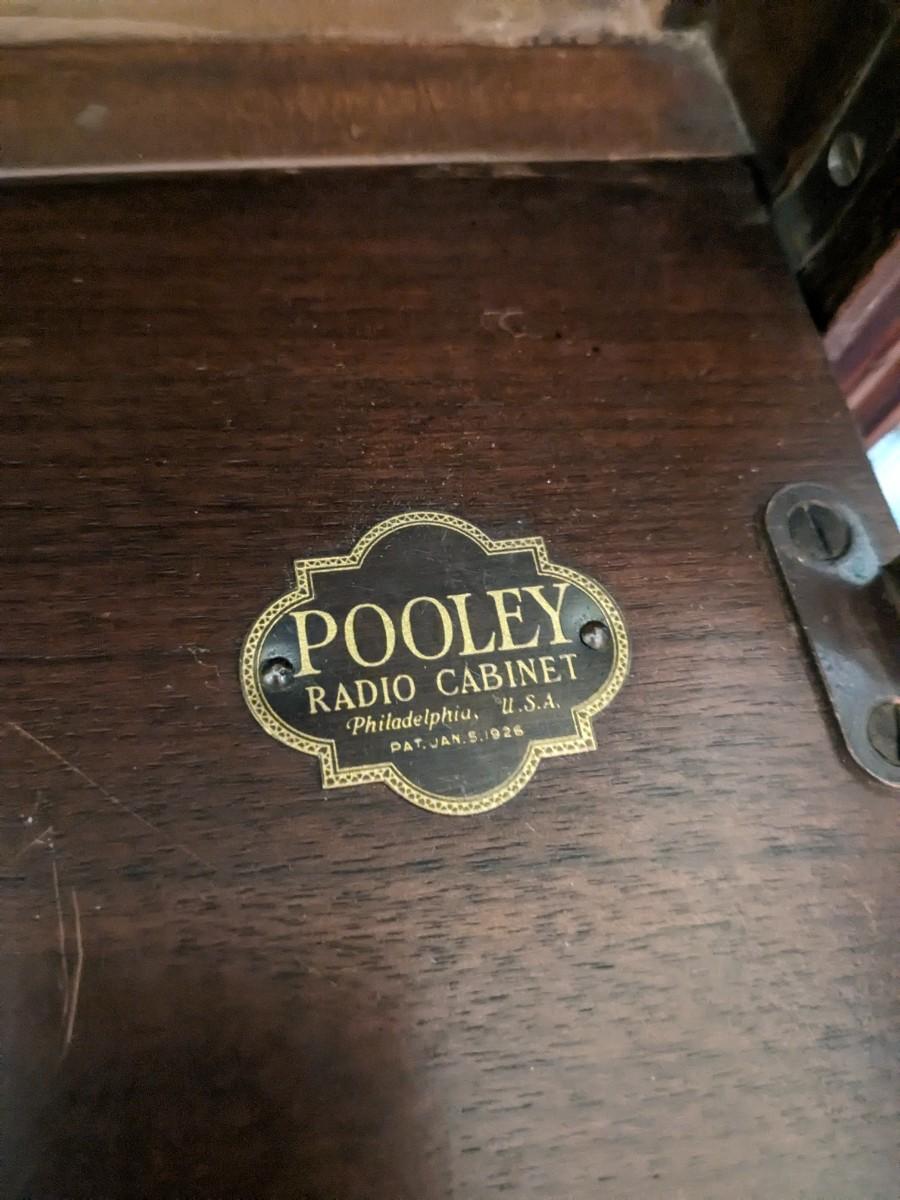 POOLEY
RADIO CABINET
Philadelphia, U.S.A.
PAT. JAN. 5. 1926